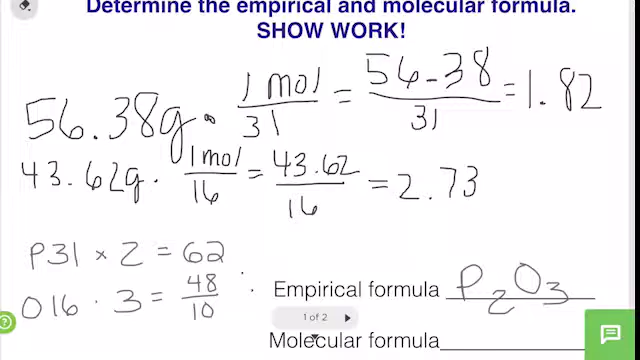 Determine the empirical and molecular formula.
SHOW WORK!
56.38g · 1 mol/31 = 56.38/31 = 1.82
43.62g · 1mol/16 = 43.62/16 = 2.73
P31 × 2 = 62
O16 · 3 = 48/10
Empirical formula P2O3
1 of 2
Molecular formula